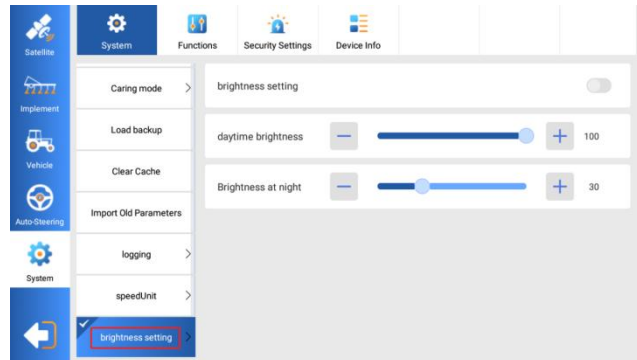 Satellite
Implement
Vehicle
Auto-Steering
System
System
Functions
Security Settings
Device Info
Caring mode
Load backup
Clear Cache
Import Old Parameters
logging
speedUnit
brightness setting
brightness setting
daytime brightness
100
Brightness at night
30